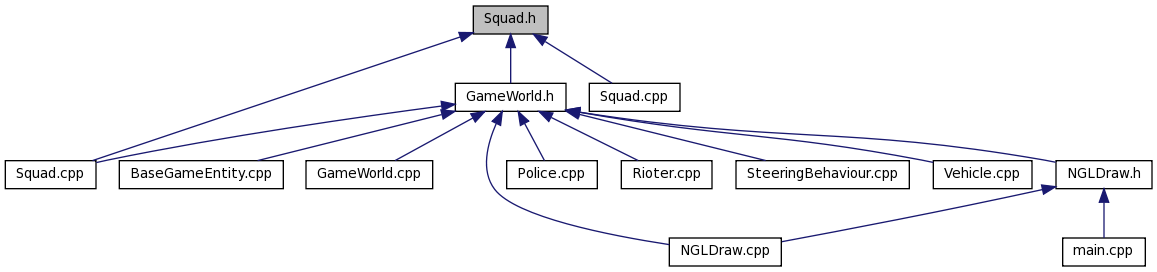 Squad.h
GameWorld.h
Squad.cpp
Squad.cpp
BaseGameEntity.cpp
GameWorld.cpp
Police.cpp
Rioter.cpp
SteeringBehaviour.cpp
Vehicle.cpp
NGLDraw.h
NGLDraw.cpp
main.cpp